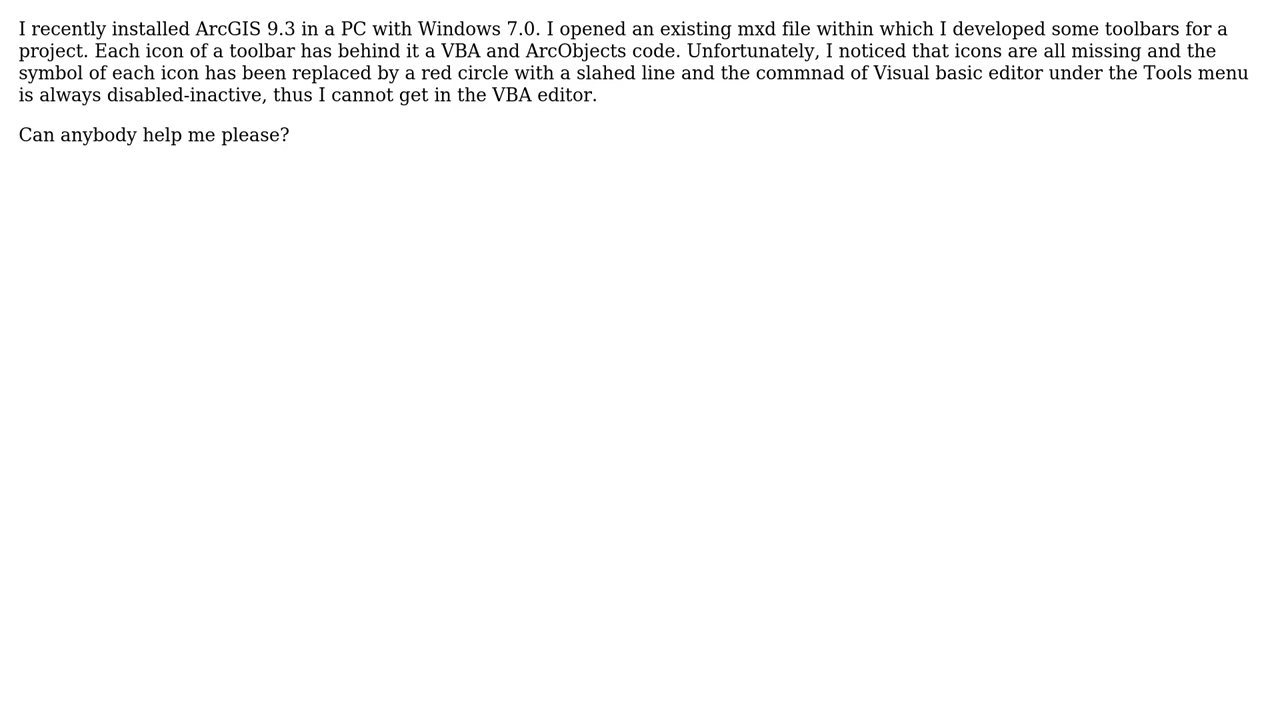 I recently installed ArcGIS 9.3 in a PC with Windows 7.0. I opened an existing mxd file within which I developed some toolbars for a
project. Each icon of a toolbar has behind it a VBA and ArcObjects code. Unfortunately, I noticed that icons are all missing and the
symbol of each icon has been replaced by a red circle with a slahed line and the commnad of Visual basic editor under the Tools menu
is always disabled-inactive, thus I cannot get in the VBA editor.
Can anybody help me please?